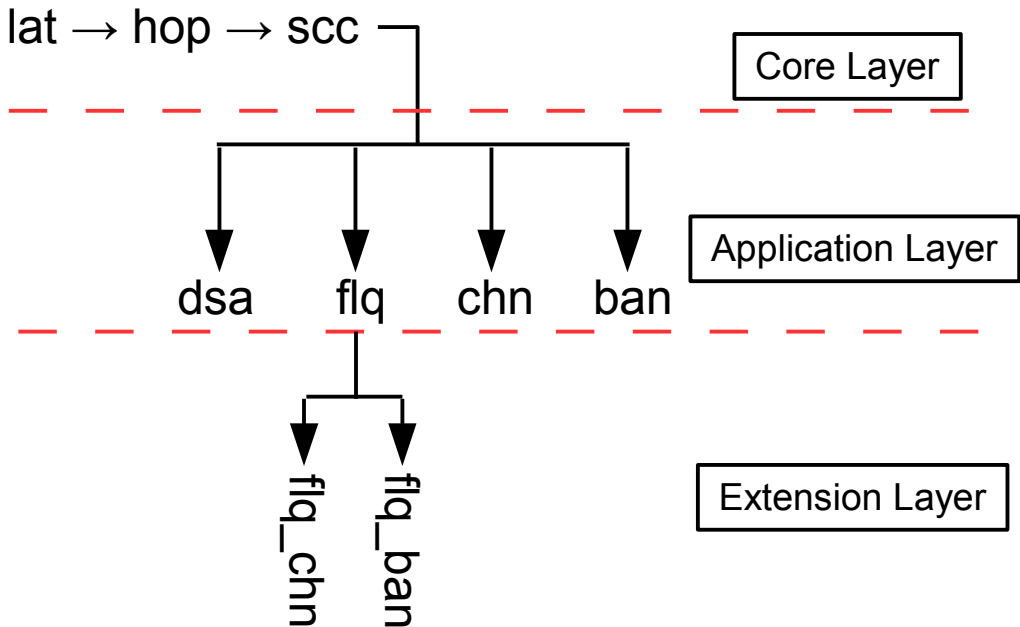 lat → hop → scc
Core Layer
Application Layer
dsa flq chn ban
flq_chn
flq_ban
Extension Layer